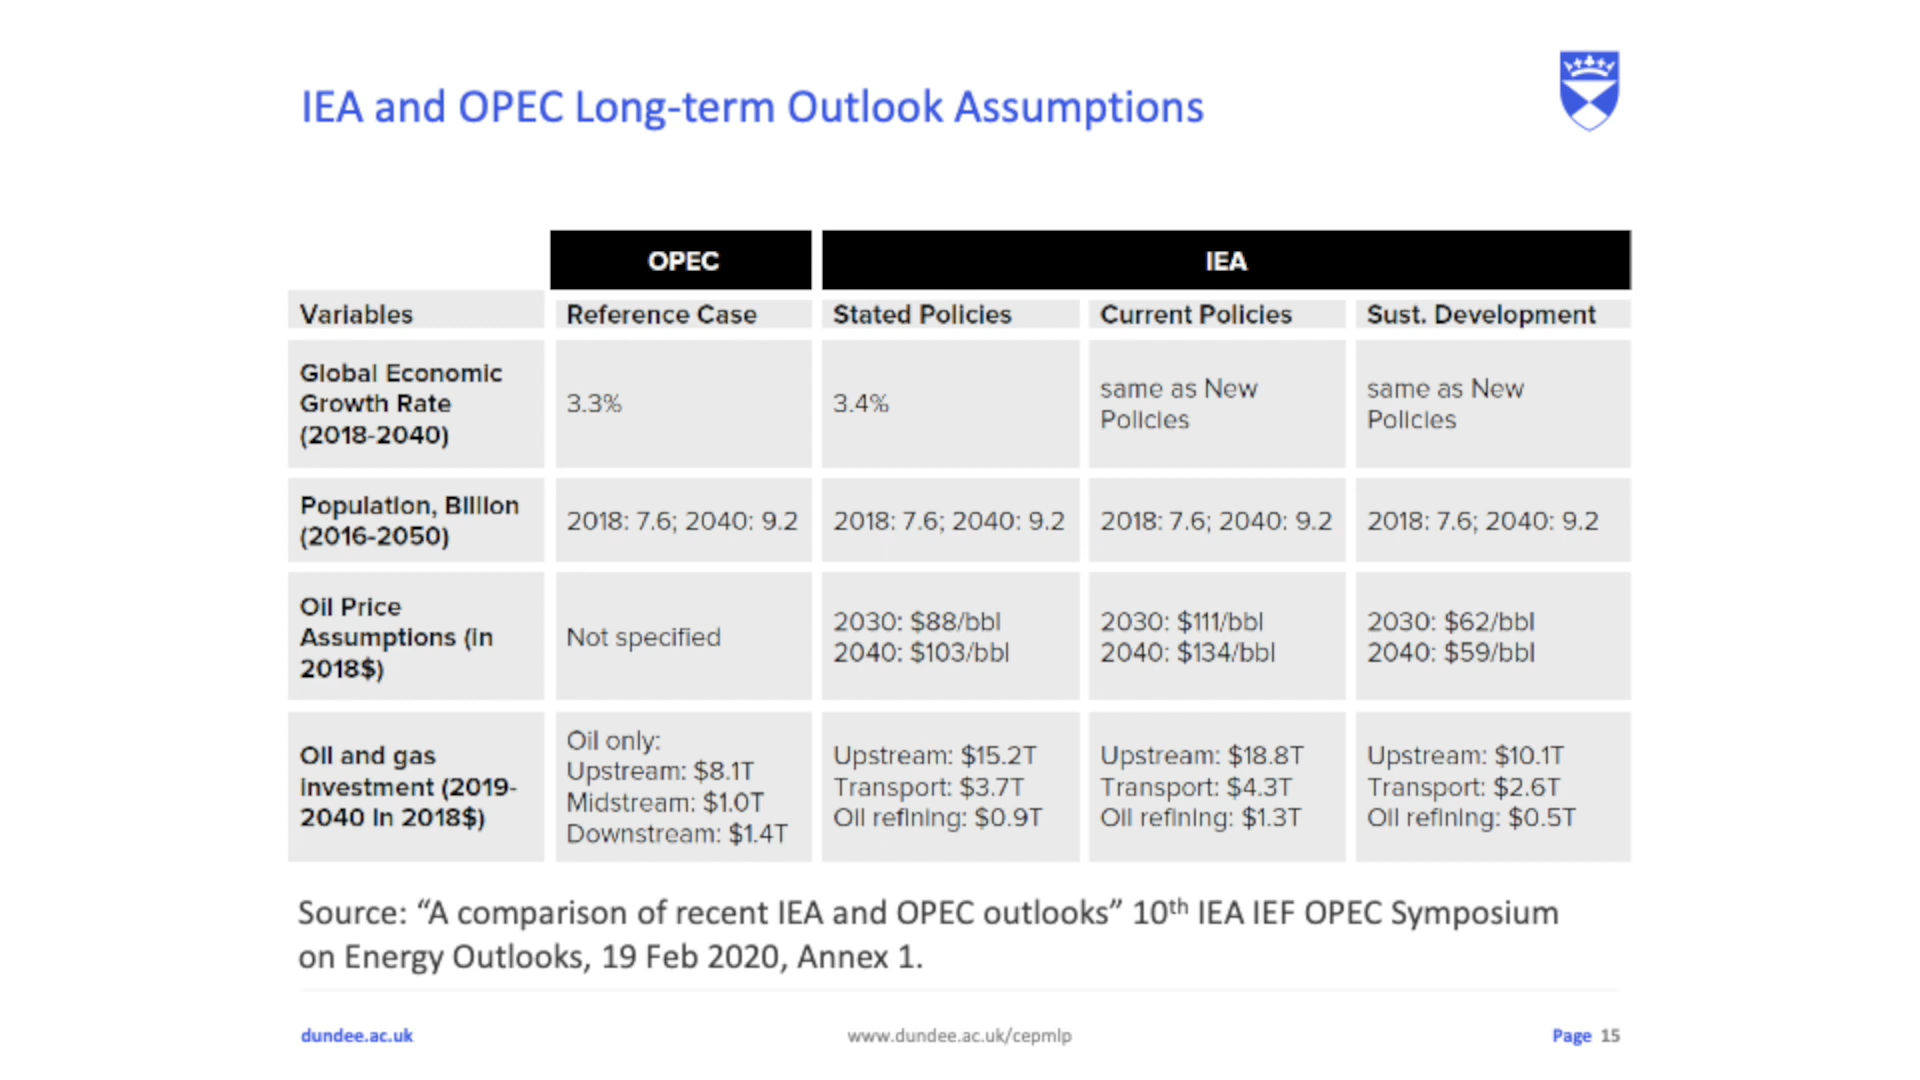 IEA and OPEC Long-term Outlook Assumptions
OPEC
IEA
Variables
Reference Case
Stated Policies
Current Policies
Sust. Development
Global Economic
Growth Rate
(2018-2040)
3.3%
3.4%
same as New
Policies
same as New
Policies
Population, Billion
(2016-2050)
2018: 7.6; 2040: 9.2
2018: 7.6; 2040: 9.2
2018: 7.6; 2040: 9.2
2018: 7.6; 2040: 9.2
Oil Price
Assumptions (in
2018$)
Not specified
2030: $88/bbl
2040: $103/bbl
2030: $111/bbl
2040: $134/bbl
2030: $62/bbl
2040: $59/bbl
Oil and gas
investment (2019-
2040 in 2018$)
Oil only:
Upstream: $8.1T
Midstream: $1.0T
Downstream: $1.4T
Upstream: $15.2T
Transport: $3.7T
Oil refining: $0.9T
Upstream: $18.8T
Transport: $4.3T
Oil refining: $1.3T
Upstream: $10.1T
Transport: $2.6T
Oil refining: $0.5T
Source: “A comparison of recent IEA and OPEC outlooks” 10th IEA IEF OPEC Symposium
on Energy Outlooks, 19 Feb 2020, Annex 1.
dundee.ac.uk
www.dundee.ac.uk/cepmlp
Page 15